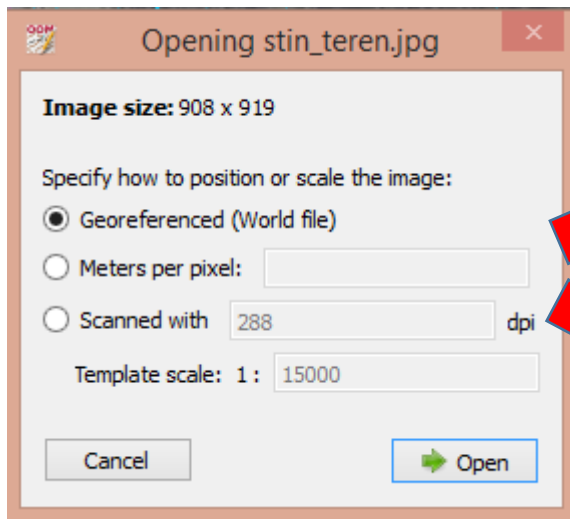 OOM
Opening stin_teren.jpg
Image size: 908 x 919
Specify how to position or scale the image:
Georeferenced (World file)
Meters per pixel:
Scanned with 288 dpi
Template scale: 1 : 15000
Cancel
Open